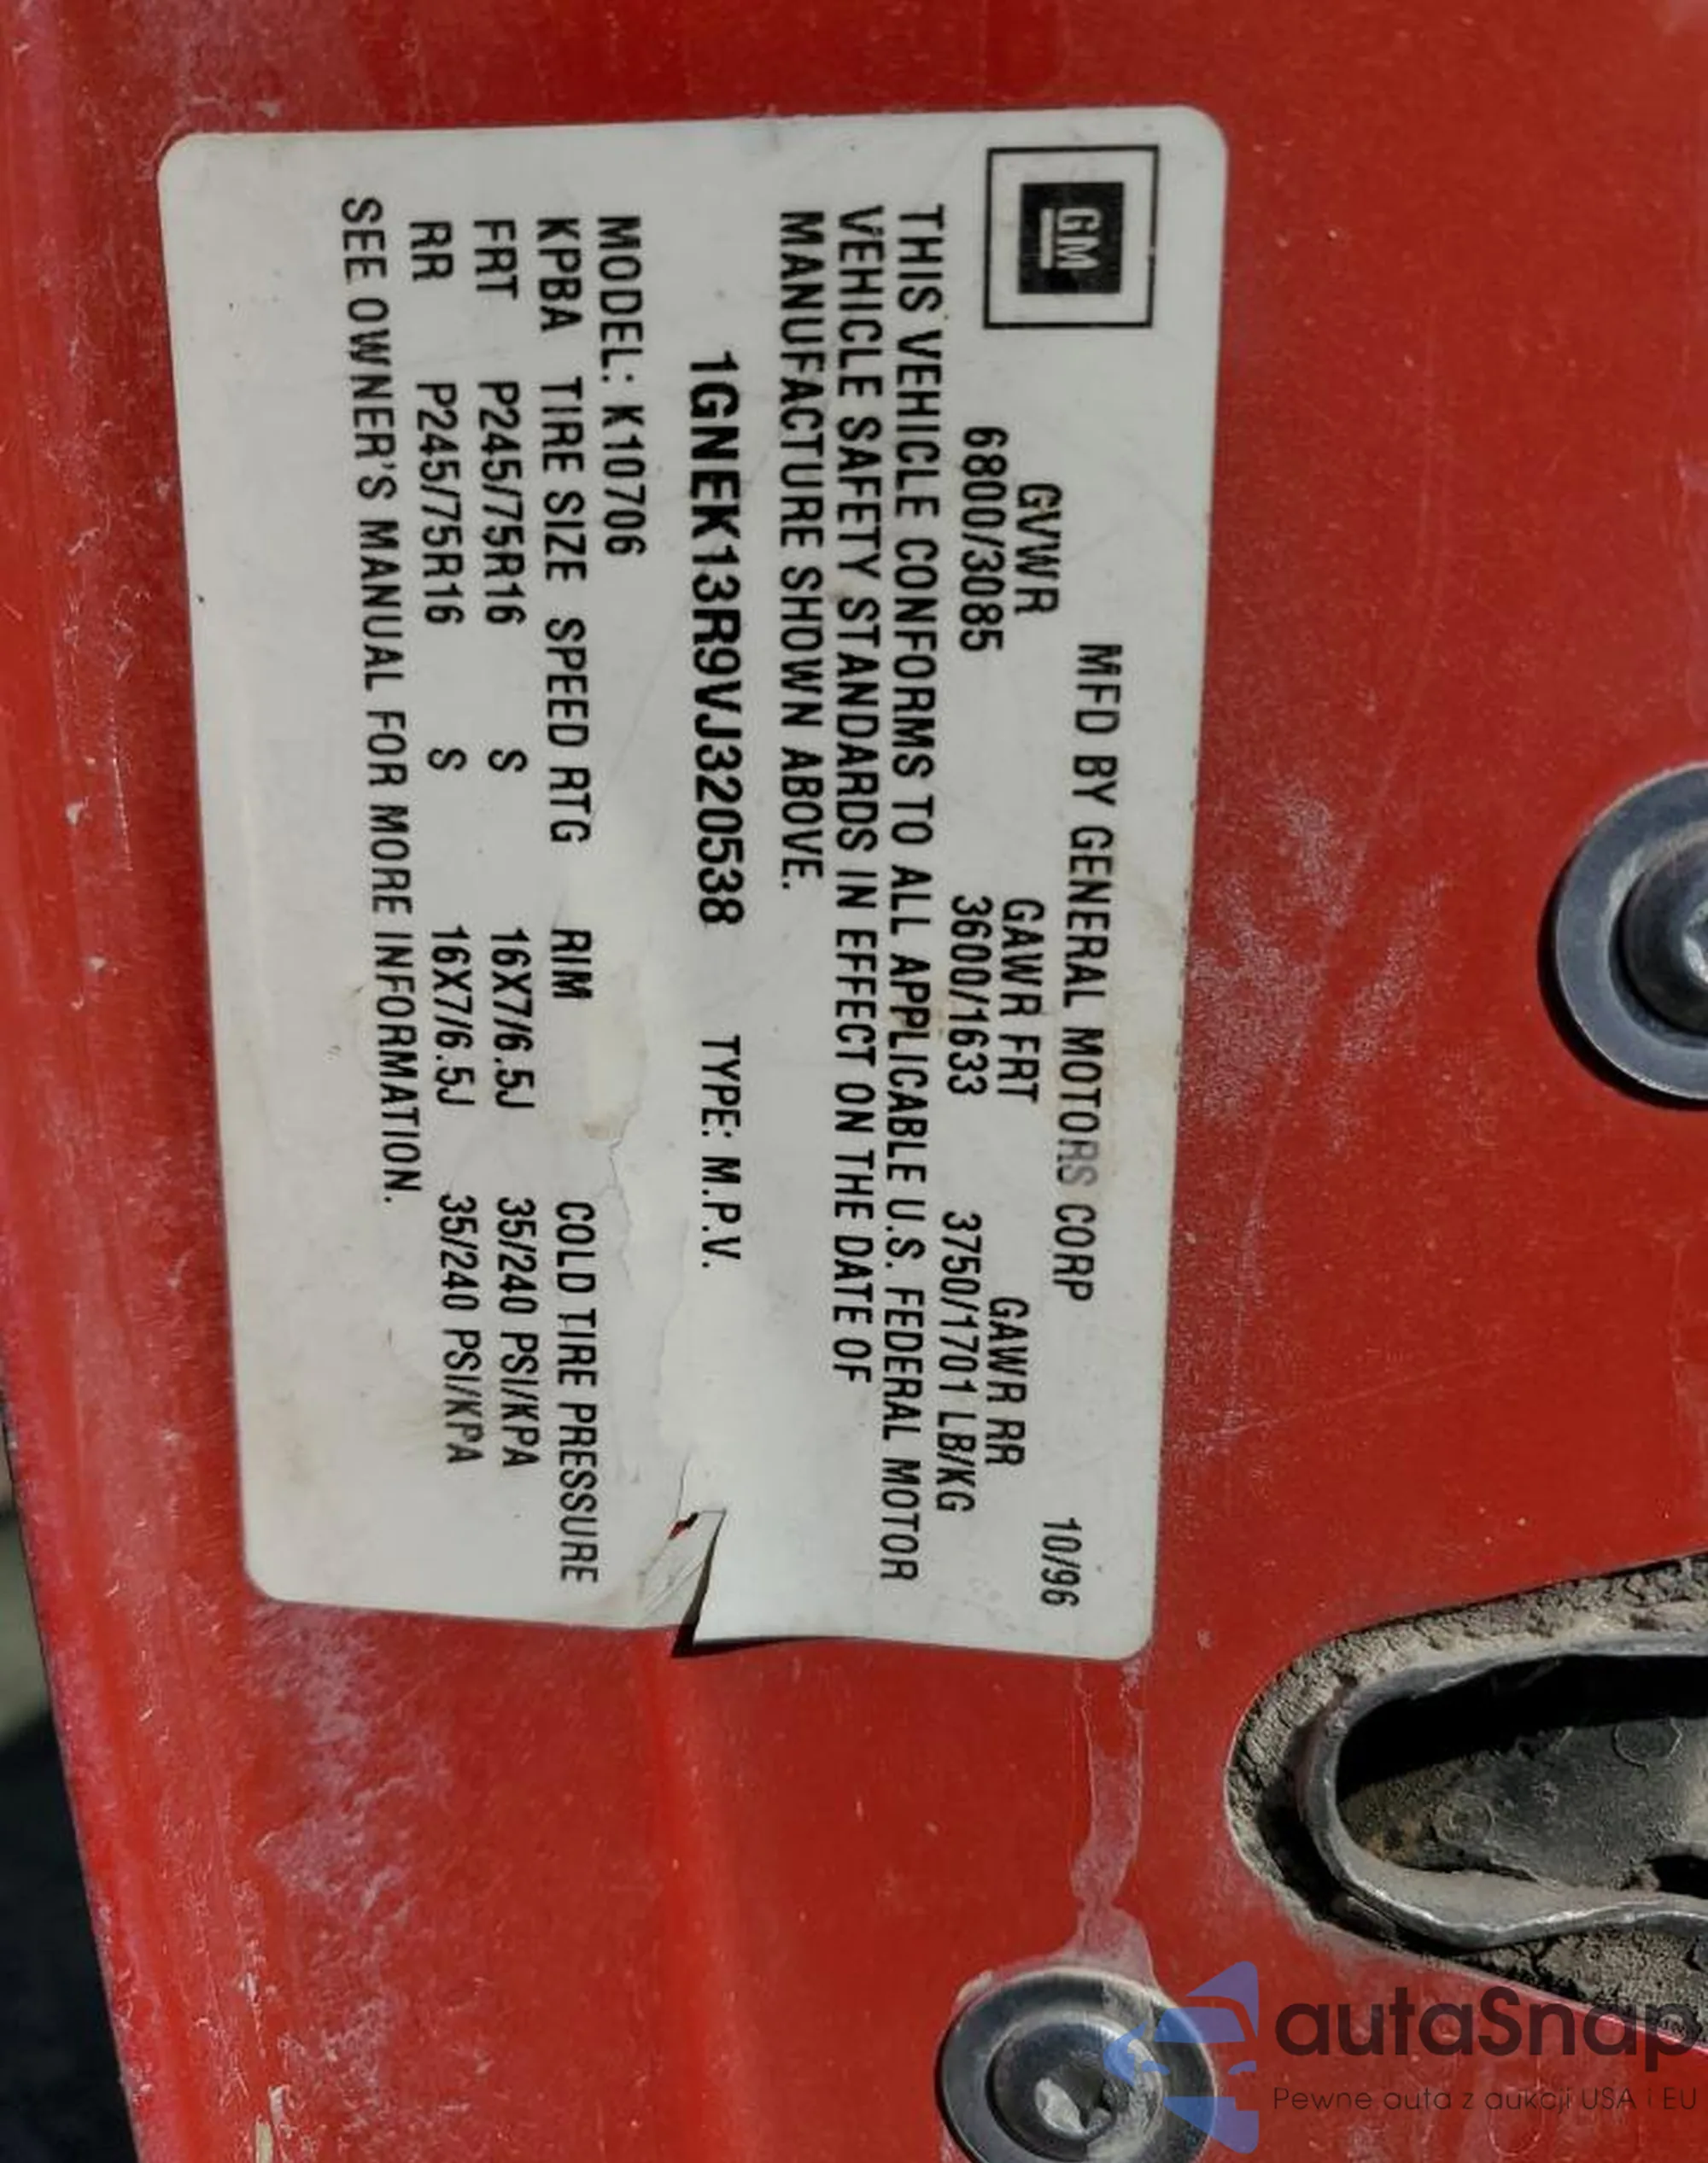 GM
MFD BY GENERAL MOTORS CORP 10/96
GVWR GAWR FRT GAWR RR
6800/3085 3600/1633 3750/1701 LB/KG
THIS VEHICLE CONFORMS TO ALL APPLICABLE U.S. FEDERAL MOTOR
VEHICLE SAFETY STANDARDS IN EFFECT ON THE DATE OF
MANUFACTURE SHOWN ABOVE.
1GNEK13R9VJ320538 TYPE: M.P.V.
MODEL: K10706
KPBA TIRE SIZE SPEED RTG RIM COLD TIRE PRESSURE
FRT P245/75R16 S 16X7/6.5J 35/240 PSI/KPA
RR P245/75R16 S 16X7/6.5J 35/240 PSI/KPA
SEE OWNER'S MANUAL FOR MORE INFORMATION.
autaSnap
Pewne auta z aukcji USA i EU